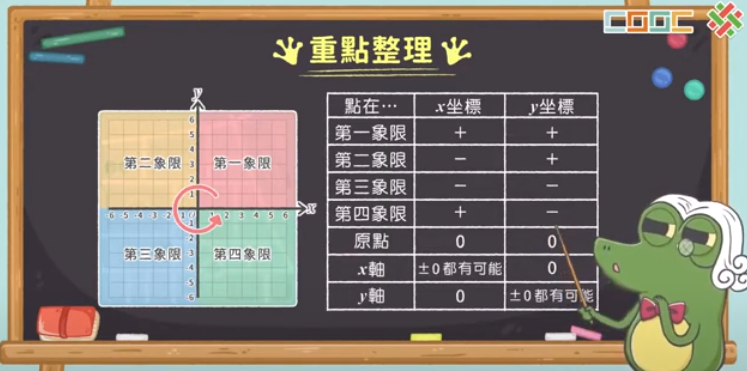 COOC
重點整理
y
6
5
4
3
2
1
第二象限
第一象限
-6 -5 -4 -3 -2 -1 1 2 3 4 5 6
x
-1
第三象限
第四象限
-2
-3
-4
-5
-6
點在… x坐標 y坐標
第一象限 + +
第二象限 - +
第三象限 - -
第四象限 + -
原點 0 0
x軸 ±0都有可能 0
y軸 0 ±0都有可能